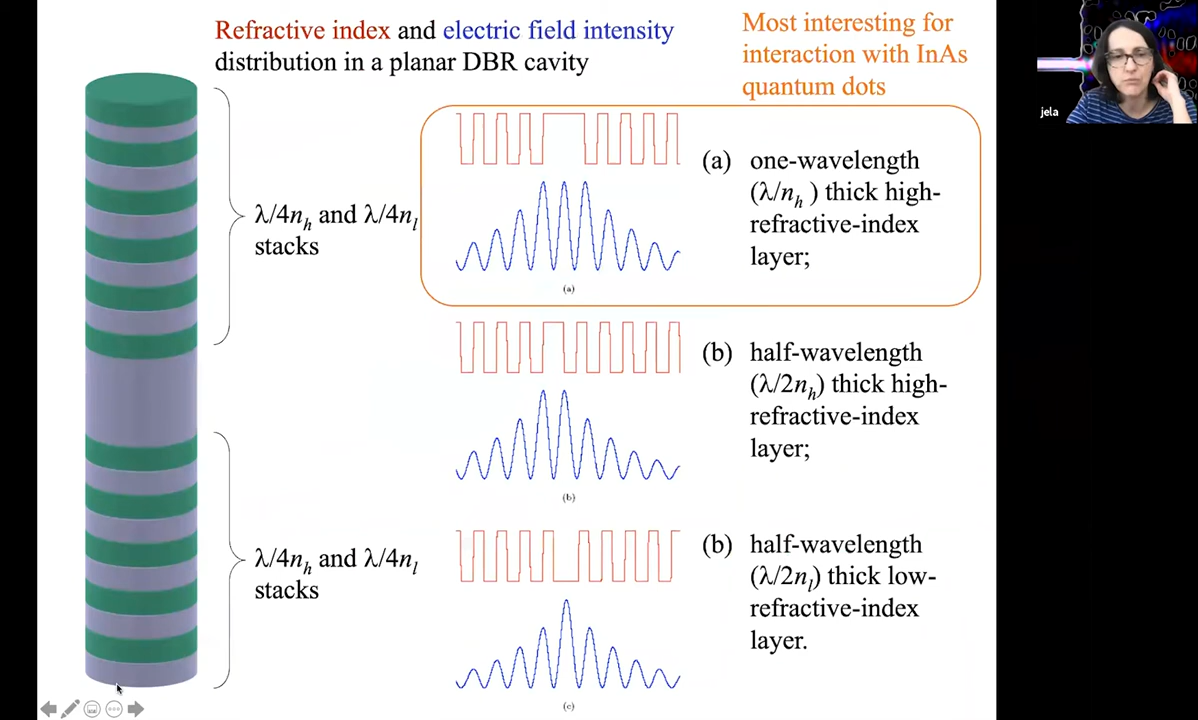 Refractive index and electric field intensity
distribution in a planar DBR cavity
Most interesting for
interaction with InAs
quantum dots
jela
λ/4nh and λ/4nl
stacks
(a) one-wavelength
(λ/nh ) thick high-
refractive-index
layer;
(a)
(b) half-wavelength
(λ/2nh) thick high-
refractive-index
layer;
(b)
λ/4nh and λ/4nl
stacks
(b) half-wavelength
(λ/2nl) thick low-
refractive-index
layer.
(c)